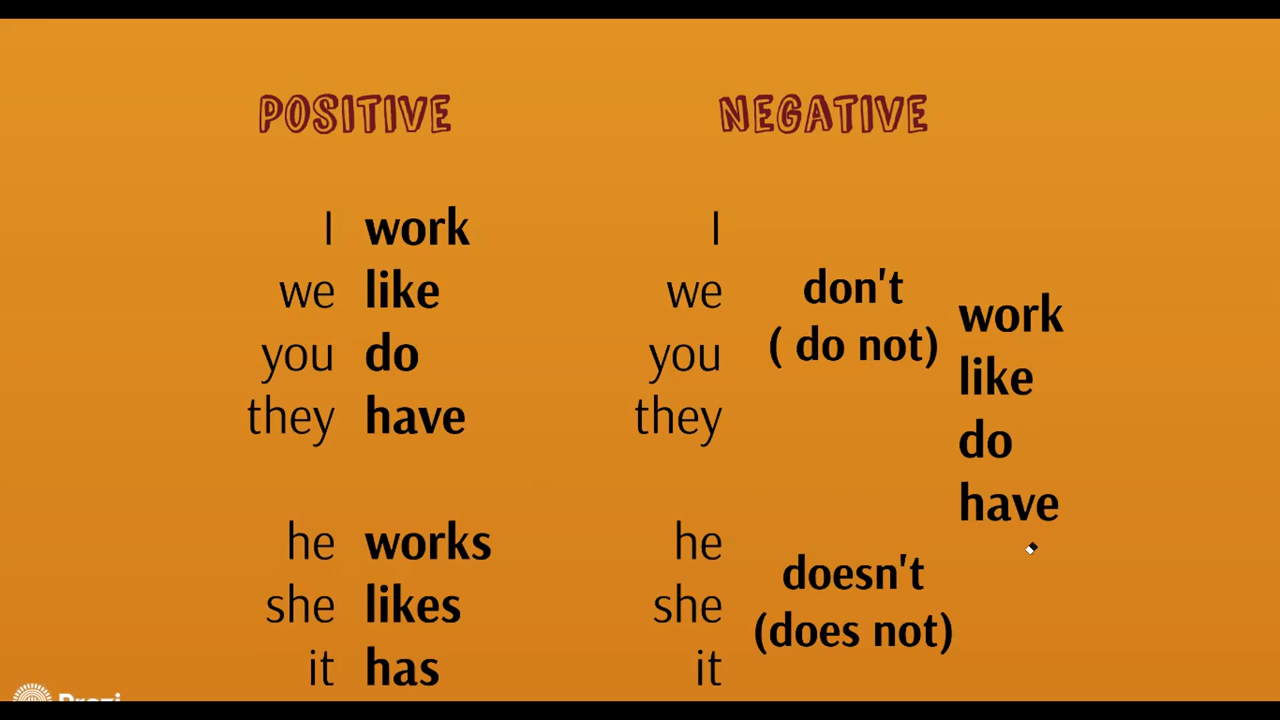 POSITIVE
I work
we like
you do
they have
he works
she likes
it has
NEGATIVE
I
we
you
they
don't
( do not)
he
she
it
doesn't
(does not)
work
like
do
have
Prezi